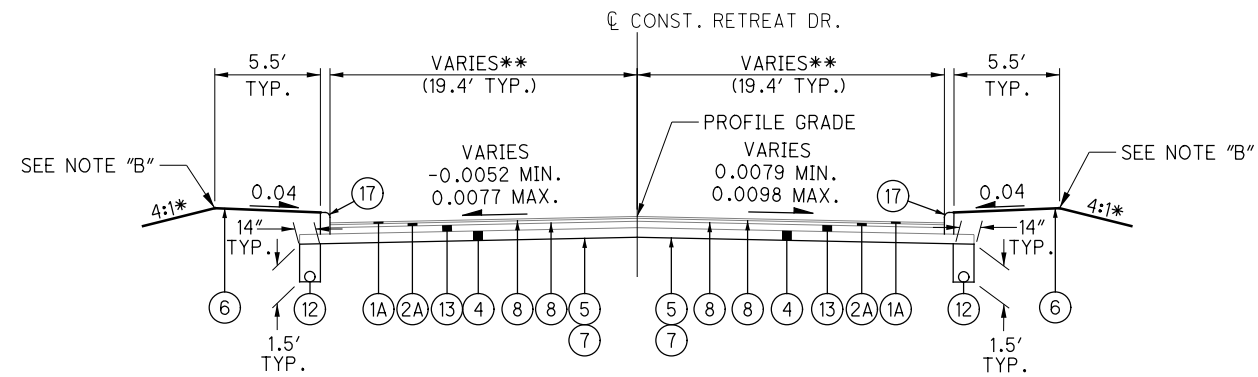 ℄ CONST. RETREAT DR.
5.5'
TYP.
VARIES**
(19.4' TYP.)
VARIES**
(19.4' TYP.)
5.5'
TYP.
PROFILE GRADE
SEE NOTE "B"
VARIES
-0.0052 MIN.
0.0077 MAX.
VARIES
0.0079 MIN.
0.0098 MAX.
SEE NOTE "B"
4:1*
0.04
17
17
0.04
4:1*
14"
TYP.
14"
TYP.
6
12
1A
2A
13
4
8
8
5
7
5
7
8
8
4
13
2A
1A
12
6
1.5'
TYP.
1.5'
TYP.